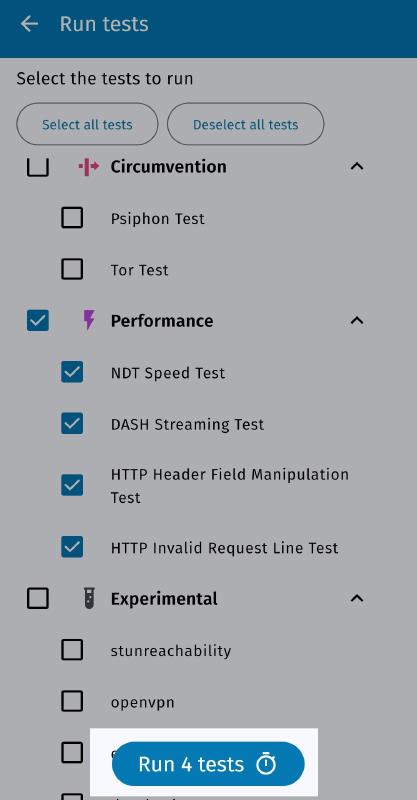 Run tests
Select the tests to run
Select all tests
Deselect all tests
Circumvention
Psiphon Test
Tor Test
Performance
NDT Speed Test
DASH Streaming Test
HTTP Header Field Manipulation
Test
HTTP Invalid Request Line Test
Experimental
stunreachability
openvpn
Run 4 tests